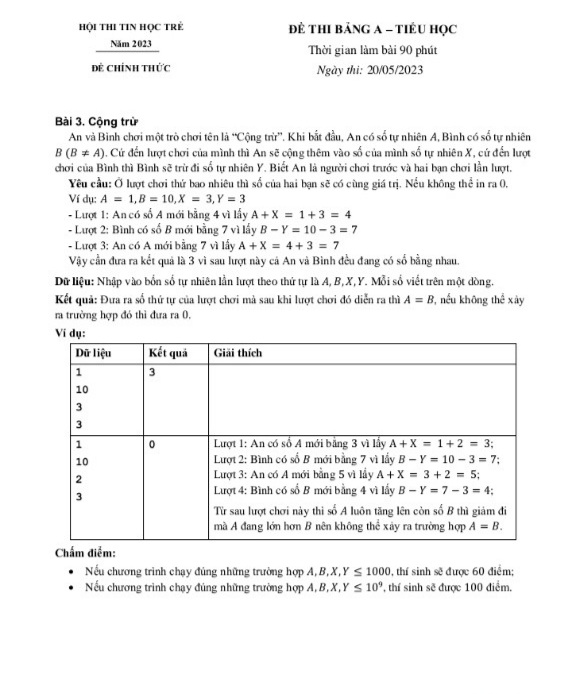 HỘI THI TIN HỌC TRẺ
Năm 2023
ĐỀ CHÍNH THỨC
ĐỀ THI BẢNG A – TIỂU HỌC
Thời gian làm bài 90 phút
Ngày thi: 20/05/2023
Bài 3. Cộng trừ
An và Bình chơi một trò chơi tên là “Cộng trừ”. Khi bắt đầu, An có số tự nhiên A, Bình có số tự nhiên
B (B ≠ A). Cứ đến lượt chơi của mình thì An sẽ cộng thêm vào số của mình số tự nhiên X, cứ đến lượt
chơi của Bình thì Bình sẽ trừ đi số tự nhiên Y. Biết An là người chơi trước và hai bạn chơi lần lượt.
Yêu cầu: Ở lượt chơi thứ bao nhiêu thì số của hai bạn sẽ có cùng giá trị. Nếu không thể in ra 0.
Ví dụ: A = 1, B = 10, X = 3, Y = 3
- Lượt 1: An có số A mới bằng 4 vì lấy A + X = 1 + 3 = 4
- Lượt 2: Bình có số B mới bằng 7 vì lấy B − Y = 10 − 3 = 7
- Lượt 3: An có A mới bằng 7 vì lấy A + X = 4 + 3 = 7
Vậy cần đưa ra kết quả là 3 vì sau lượt này cả An và Bình đều đang có số bằng nhau.
Dữ liệu: Nhập vào bốn số tự nhiên lần lượt theo thứ tự là A, B, X, Y. Mỗi số viết trên một dòng.
Kết quả: Đưa ra số thứ tự của lượt chơi mà sau khi lượt chơi đó diễn ra thì A = B, nếu không thể xảy
ra trường hợp đó thì đưa ra 0.
Ví dụ:
Dữ liệu Kết quả Giải thích
1 3
10
3
3
1 0 Lượt 1: An có số A mới bằng 3 vì lấy A + X = 1 + 2 = 3;
10 Lượt 2: Bình có số B mới bằng 7 vì lấy B − Y = 10 − 3 = 7;
2 Lượt 3: An có A mới bằng 5 vì lấy A + X = 3 + 2 = 5;
3 Lượt 4: Bình có số B mới bằng 4 vì lấy B − Y = 7 − 3 = 4;
Từ sau lượt chơi này thì số A luôn tăng lên còn số B thì giảm đi
mà A đang lớn hơn B nên không thể xảy ra trường hợp A = B.
Chấm điểm:
• Nếu chương trình chạy đúng những trường hợp A, B, X, Y ≤ 1000, thí sinh sẽ được 60 điểm;
• Nếu chương trình chạy đúng những trường hợp A, B, X, Y ≤ 10⁹, thí sinh sẽ được 100 điểm.